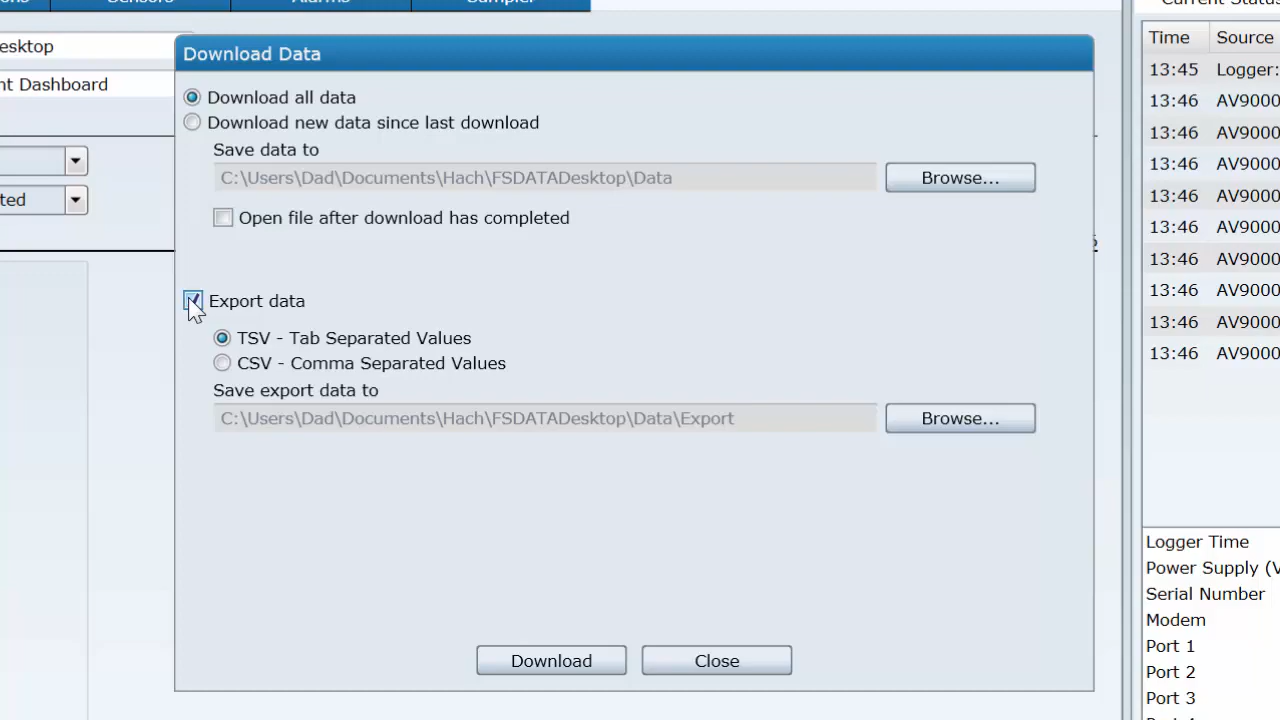 Sensors
Alarms
Sampler
Current Status
esktop
nt Dashboard
ted
Download Data
Download all data
Download new data since last download
Save data to
C:\Users\Dad\Documents\Hach\FSDATADesktop\Data
Browse...
Open file after download has completed
Export data
TSV - Tab Separated Values
CSV - Comma Separated Values
Save export data to
C:\Users\Dad\Documents\Hach\FSDATADesktop\Data\Export
Browse...
Download
Close
Time Source
13:45 Logger:
13:46 AV9000
13:46 AV9000
13:46 AV9000
13:46 AV9000
13:46 AV9000
13:46 AV9000
13:46 AV9000
13:46 AV9000
13:46 AV9000
Logger Time
Power Supply (V
Serial Number
Modem
Port 1
Port 2
Port 3